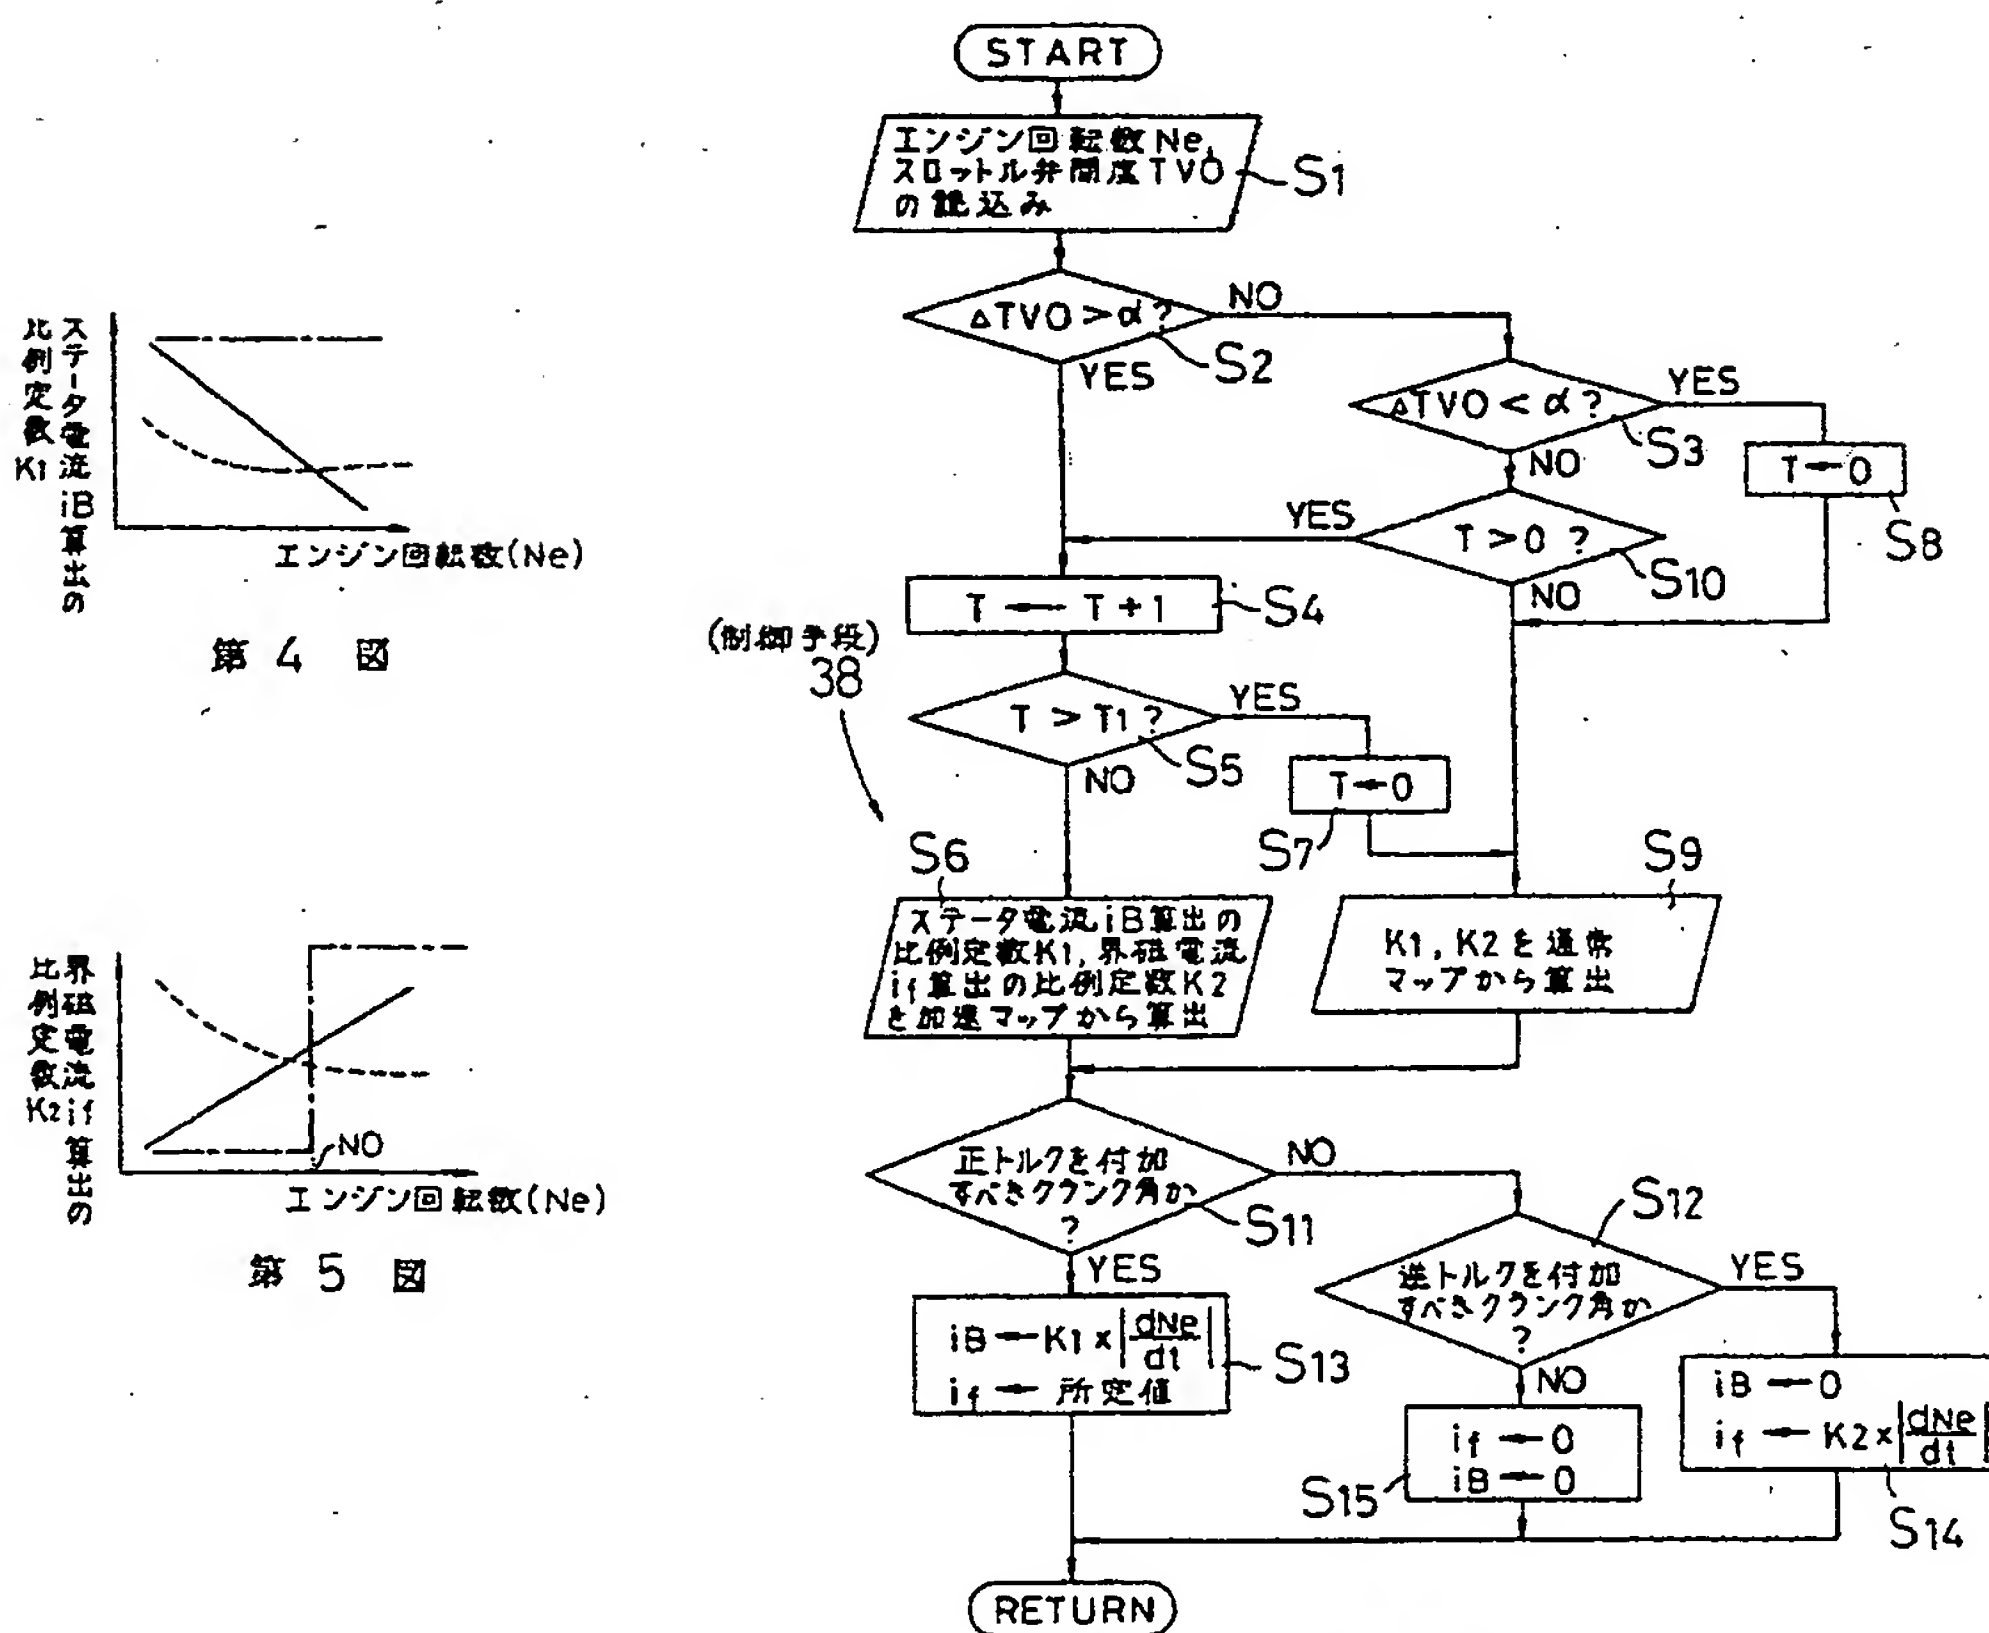 START
エンジン回転数Ne,
スロットル弁開度TVO
の読込み
S1
ΔTVO>α?
NO
S2
YES
ΔTVO<α?
YES
S3
NO
T←0
S8
T>0?
YES
S10
NO
T←T+1
S4
(制御手段)
38
T>T1?
YES
S5
NO
T←0
S7
S6
ステータ電流iB算出の
比例定数K1,界磁電流
if算出の比例定数K2
を加速マップから算出
S9
K1,K2を通常
マップから算出
正トルクを付加
すべきクランク角か
?
NO
S11
YES
S12
逆トルクを付加
すべきクランク角か
?
YES
NO
iB←K1×|dNe/dt|
if←所定値
S13
if←0
iB←0
S15
iB←0
if←K2×|dNe/dt|
S14
RETURN
ステータ電流iB算出の
比例定数K1
エンジン回転数(Ne)
第4図
界磁電流if算出の
比例定数K2
NO
エンジン回転数(Ne)
第5図